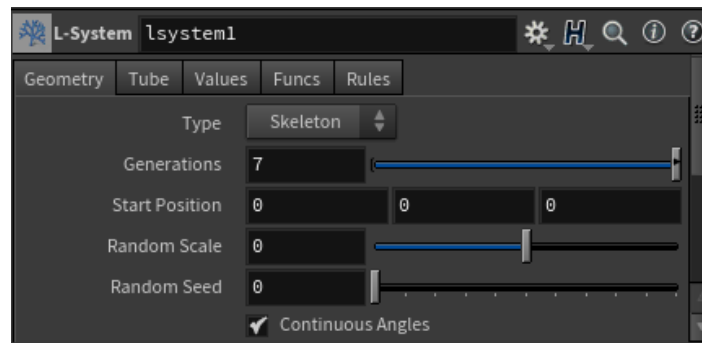 L-System lsystem1
Geometry Tube Values Funcs Rules
Type Skeleton
Generations 7
Start Position 0 0 0
Random Scale 0
Random Seed 0
Continuous Angles